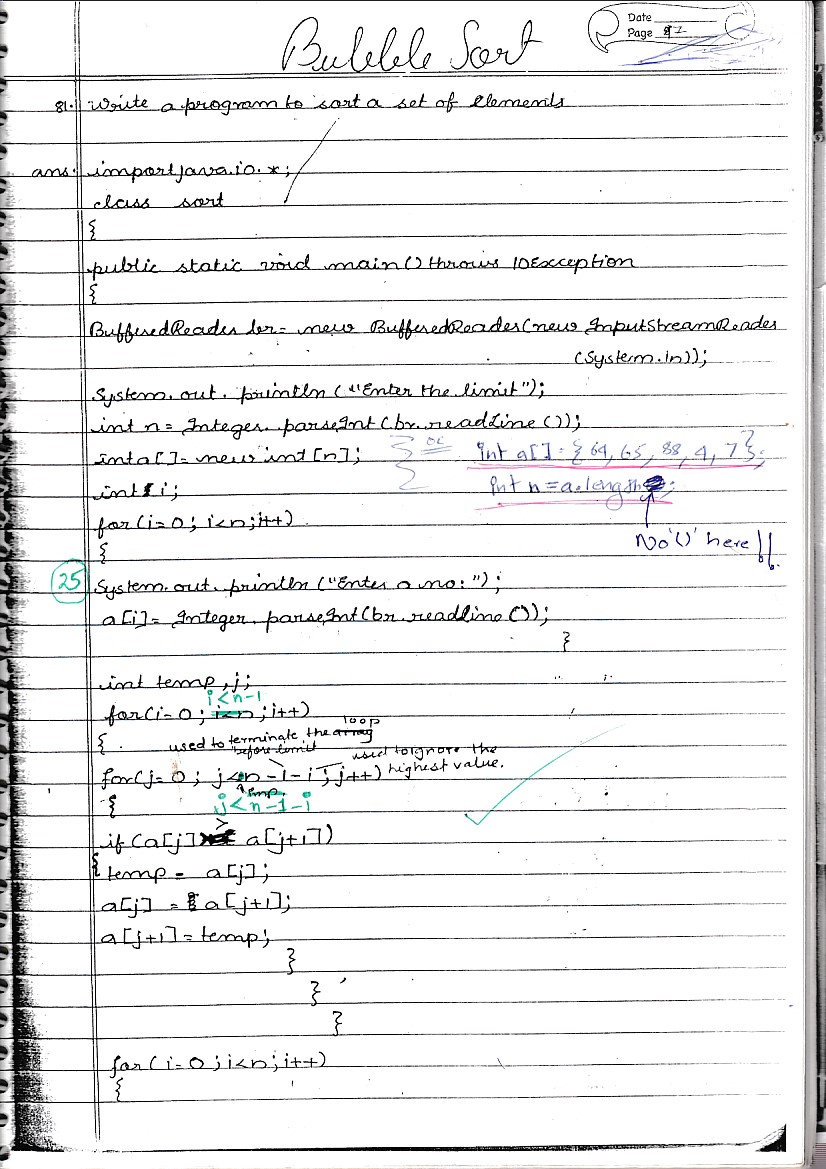 Date
Page
Bubble Sort
81. Write a program to sort a set of elements
ans. import java.io.*;
class sort
{
public static void main() throws IOException
{
BufferedReader br= new BufferedReader(new InputStreamReader
(System.in));
System.out.println("Enter the limit");
int n= Integer.parseInt(br.readLine());
int a[]= new int[n]; } or int a[]={64, 65, 88, 4, 7};
int i; int n=a.length;
for(i=0; i<n;i++)
No '()' here !!
{
25 System.out.println("Enter a no:");
a[i]= Integer.parseInt(br.readline());
}
int temp,j;
i<n-1
for(i=0; i<n;i++)
loop
{ used to terminate the array
before limit used to ignore the
for(j=0; j<n-1-i; j++) highest value.
imp.
{ j<n-1-i
>
if(a[j] a[j+1])
{ temp= a[j];
a[j] = a[j+1];
a[j+1]=temp;
}
}
}
for(i=0;i<n;i++)
{